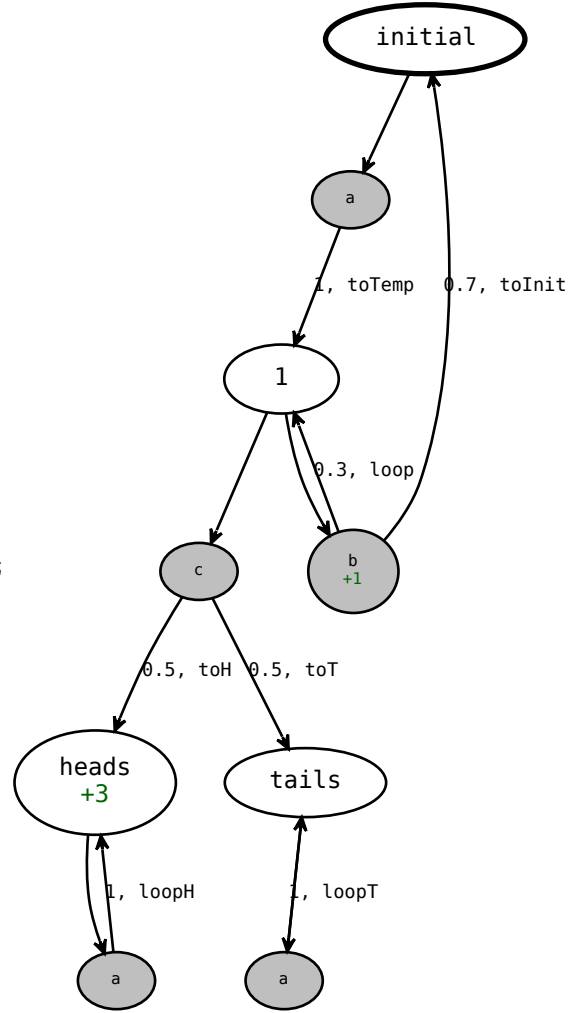 initial
a
1, toTemp
0.7, toInit
1
0.3, loop
c
b
+1
0.5, toH
0.5, toT
heads
+3
tails
1, loopH
1, loopT
a
a